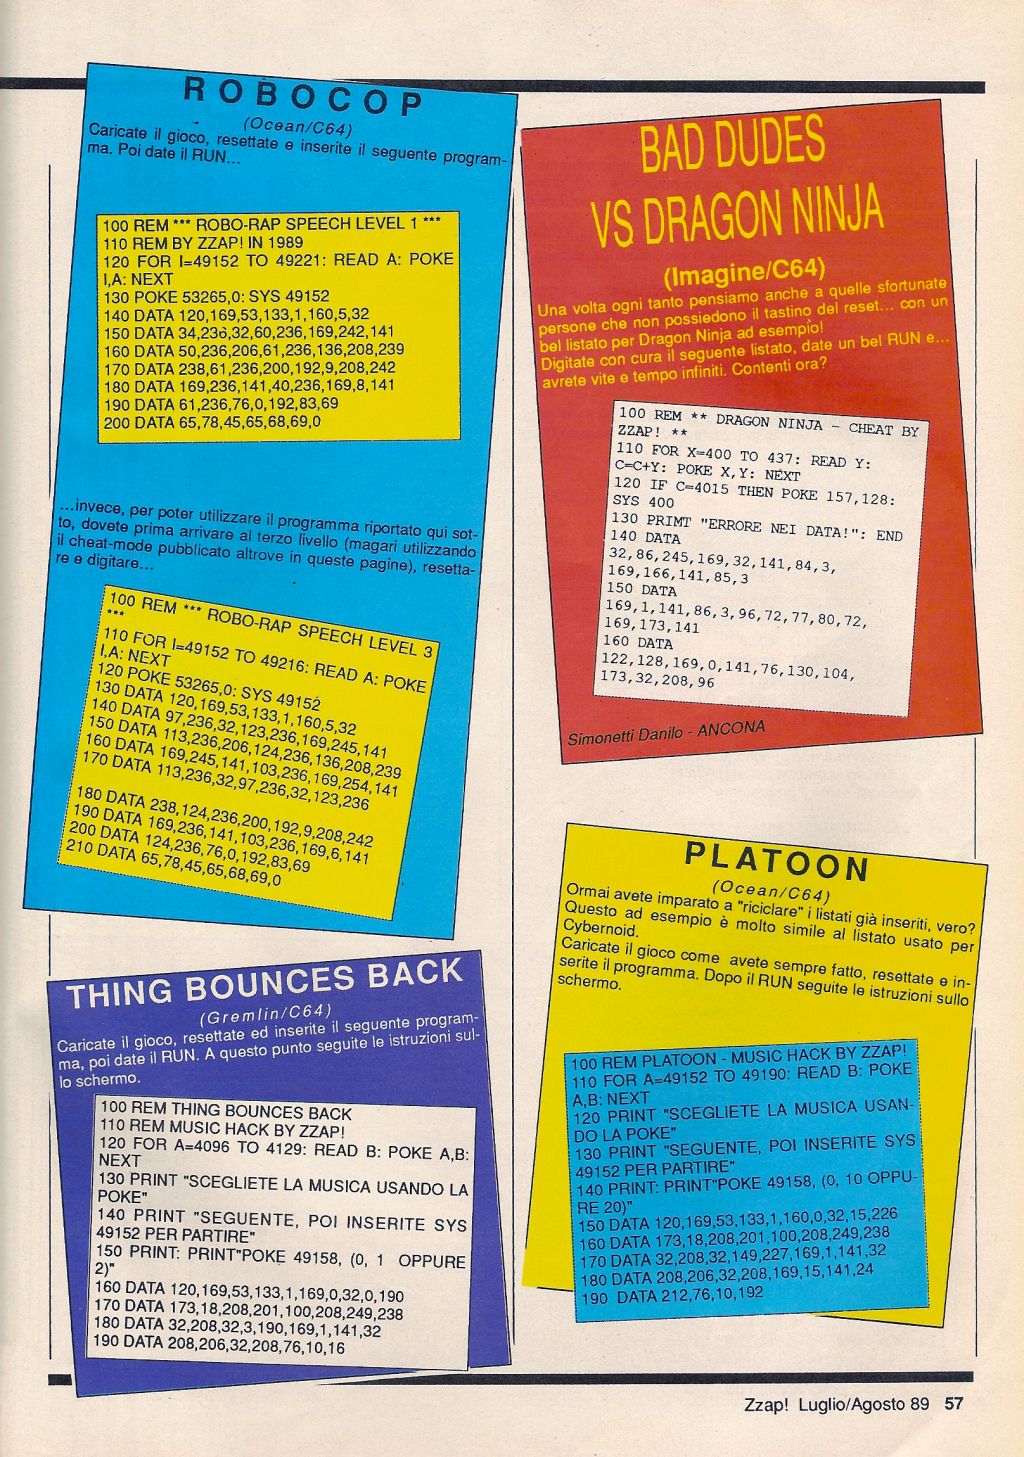 ROBOCOP
(Ocean/C64)
Caricate il gioco, resettate e inserite il seguente program-
ma. Poi date il RUN...
100 REM *** ROBO-RAP SPEECH LEVEL 1 ***
110 REM BY ZZAP! IN 1989
120 FOR I=49152 TO 49221: READ A: POKE
I,A: NEXT
130 POKE 53265,0: SYS 49152
140 DATA 120,169,53,133,1,160,5,32
150 DATA 34,236,32,60,236,169,242,141
160 DATA 50,236,206,61,236,136,208,239
170 DATA 238,61,236,200,192,9,208,242
180 DATA 169,236,141,40,236,169,8,141
190 DATA 61,236,76,0,192,83,69
200 DATA 65,78,45,65,68,69,0
...invece, per poter utilizzare il programma riportato qui sot-
to, dovete prima arrivare al terzo livello (magari utilizzando
il cheat-mode pubblicato altrove in queste pagine), resetta-
re e digitare...
100 REM *** ROBO-RAP SPEECH LEVEL 3
***
110 FOR I=49152 TO 49216: READ A: POKE
I,A: NEXT
120 POKE 53265,0: SYS 49152
130 DATA 120,169,53,133,1,160,5,32
140 DATA 97,236,32,123,236,169,245,141
150 DATA 113,236,206,124,236,136,208,239
160 DATA 169,245,141,103,236,169,254,141
170 DATA 113,236,32,97,236,32,123,236
180 DATA 238,124,236,200,192,9,208,242
190 DATA 169,236,141,103,236,169,6,141
200 DATA 124,236,76,0,192,83,69
210 DATA 65,78,45,65,68,69,0
THING BOUNCES BACK
(Gremlin/C64)
Caricate il gioco, resettate ed inserite il seguente program-
ma, poi date il RUN. A questo punto seguite le istruzioni sul-
lo schermo.
100 REM THING BOUNCES BACK
110 REM MUSIC HACK BY ZZAP!
120 FOR A=4096 TO 4129: READ B: POKE A,B:
NEXT
130 PRINT "SCEGLIETE LA MUSICA USANDO LA
POKE"
140 PRINT "SEGUENTE, POI INSERITE SYS
49152 PER PARTIRE"
150 PRINT: PRINT"POKE 49158, (0, 1 OPPURE
2)"
160 DATA 120,169,53,133,1,169,0,32,0,190
170 DATA 173,18,208,201,100,208,249,238
180 DATA 32,208,32,3,190,169,1,141,32
190 DATA 208,206,32,208,76,10,16
BAD DUDES
VS DRAGON NINJA
(Imagine/C64)
Una volta ogni tanto pensiamo anche a quelle sfortunate
persone che non possiedono il tastino del reset... con un
bel listato per Dragon Ninja ad esempio!
Digitate con cura il seguente listato, date un bel RUN e...
avrete vite e tempo infiniti. Contenti ora?
100 REM ** DRAGON NINJA - CHEAT BY
ZZAP! **
110 FOR X=400 TO 437: READ Y:
C=C+Y: POKE X,Y: NEXT
120 IF C=4015 THEN POKE 157,128:
SYS 400
130 PRIMT "ERRORE NEI DATA!": END
140 DATA
32,86,245,169,32,141,84,3,
169,166,141,85,3
150 DATA
169,1,141,86,3,96,72,77,80,72,
169,173,141
160 DATA
122,128,169,0,141,76,130,104,
173,32,208,96
Simonetti Danilo - ANCONA
PLATOON
(Ocean/C64)
Ormai avete imparato a "riciclare" i listati già inseriti, vero?
Questo ad esempio è molto simile al listato usato per
Cybernoid.
Caricate il gioco come avete sempre fatto, resettate e in-
serite il programma. Dopo il RUN seguite le istruzioni sullo
schermo.
100 REM PLATOON - MUSIC HACK BY ZZAP!
110 FOR A=49152 TO 49190: READ B: POKE
A,B: NEXT
120 PRINT "SCEGLIETE LA MUSICA USAN-
DO LA POKE"
130 PRINT "SEGUENTE, POI INSERITE SYS
49152 PER PARTIRE"
140 PRINT: PRINT"POKE 49158, (0, 10 OPPU-
RE 20)"
150 DATA 120,169,53,133,1,160,0,32,15,226
160 DATA 173,18,208,201,100,208,249,238
170 DATA 32,208,32,149,227,169,1,141,32
180 DATA 208,206,32,208,169,15,141,24
190 DATA 212,76,10,192
Zzap! Luglio/Agosto 89 57